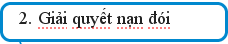 2. Giải quyết nạn đói